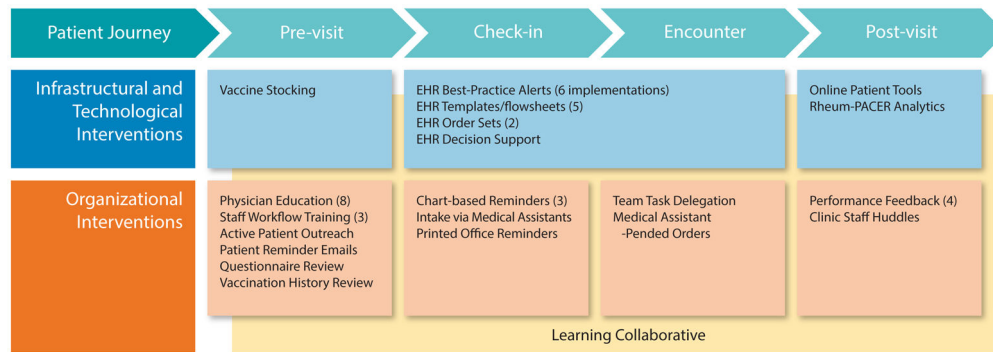 Patient Journey
Pre-visit
Check-in
Encounter
Post-visit
Infrastructural and
Technological
Interventions
Vaccine Stocking
EHR Best-Practice Alerts (6 implementations)
EHR Templates/flowsheets (5)
EHR Order Sets (2)
EHR Decision Support
Online Patient Tools
Rheum-PACER Analytics
Organizational
Interventions
Physician Education (8)
Staff Workflow Training (3)
Active Patient Outreach
Patient Reminder Emails
Questionnaire Review
Vaccination History Review
Chart-based Reminders (3)
Intake via Medical Assistants
Printed Office Reminders
Team Task Delegation
Medical Assistant
-Pended Orders
Performance Feedback (4)
Clinic Staff Huddles
Learning Collaborative